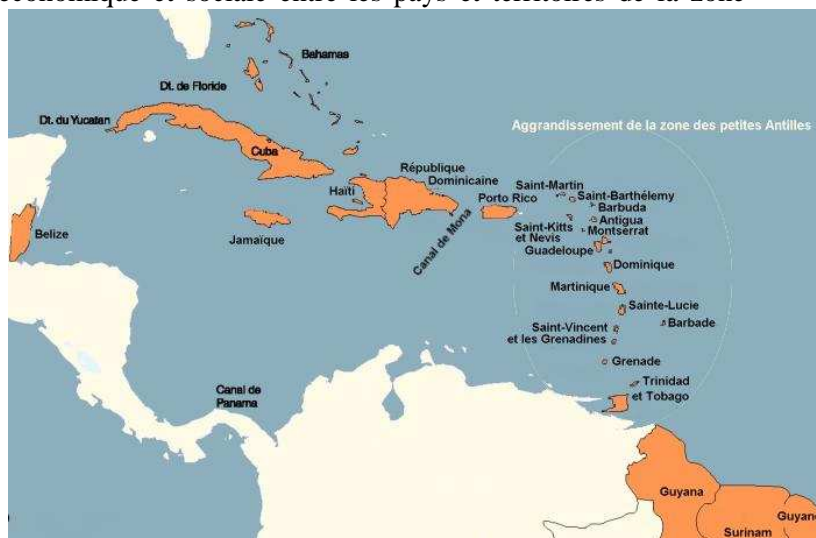 économique et sociale entre les pays et territoires de la zone
Bahamas
Dt. de Floride
Dt. du Yucatan
Aggrandissement de la zone des petites Antilles
Cuba
République
Dominicaine
Haïti
Porto Rico
Saint-Martin
Saint-Barthélemy
Barbuda
Antigua
Montserrat
Saint-Kitts
et Nevis
Guadeloupe
Belize
Jamaïque
Canal de Mona
Dominique
Martinique
Sainte-Lucie
Barbade
Saint-Vincent
et les Grenadines
Grenade
Trinidad
et Tobago
Canal de
Panama
Guyana
Surinam
Guyan